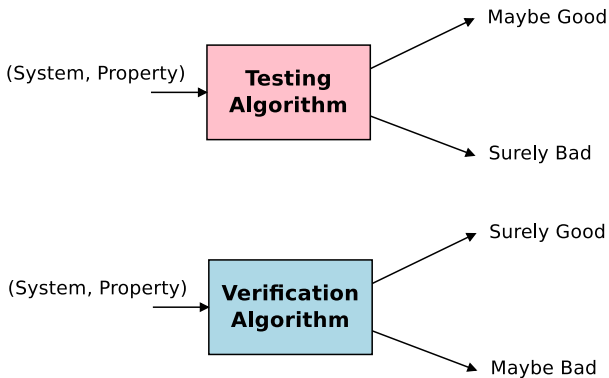 Maybe Good
(System, Property)
Testing
Algorithm
Surely Bad
Surely Good
(System, Property)
Verification
Algorithm
Maybe Bad